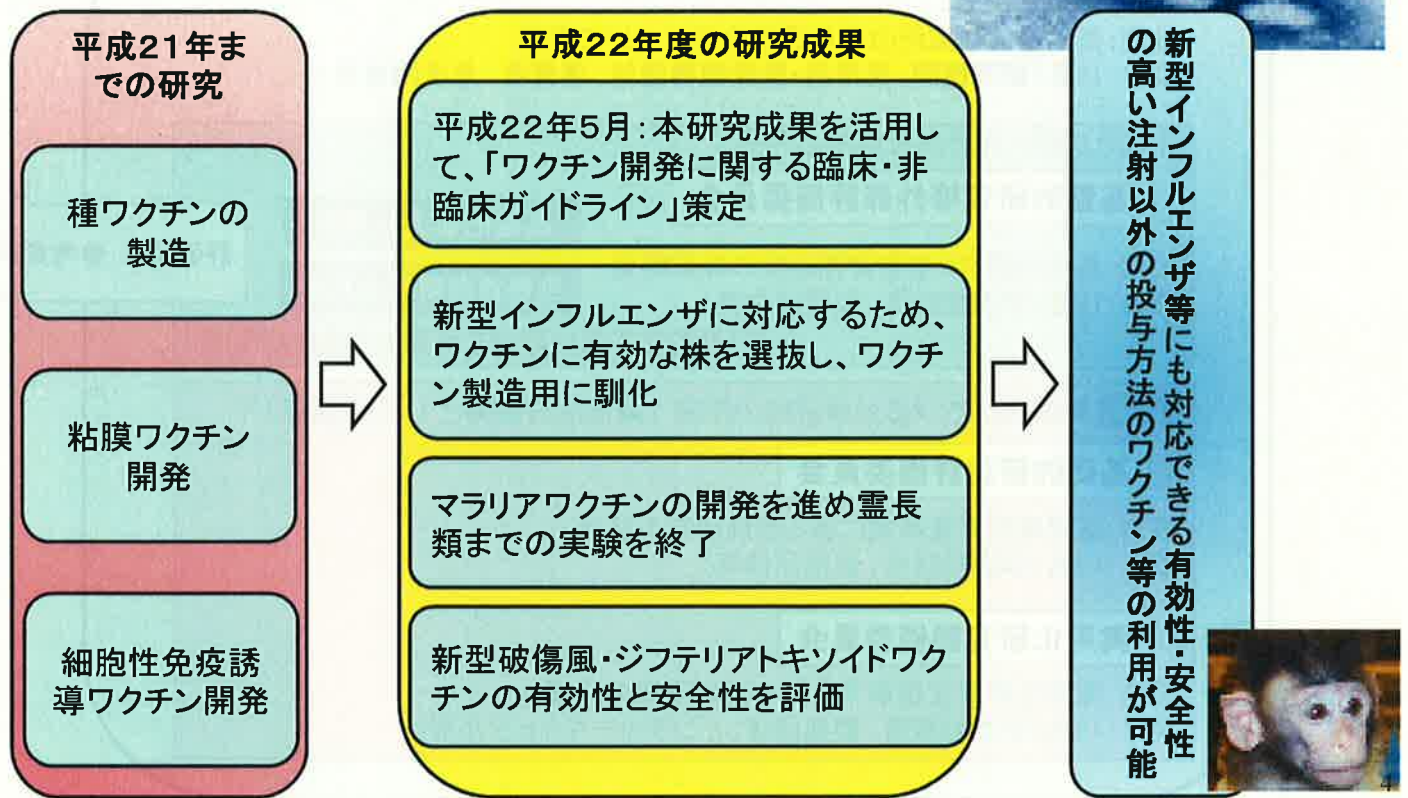 平成21年ま
での研究
種ワクチンの
製造
粘膜ワクチン
開発
細胞性免疫誘
導ワクチン開発
平成22年度の研究成果
平成22年5月:本研究成果を活用し
て、「ワクチン開発に関する臨床・非
臨床ガイドライン」策定
新型インフルエンザに対応するため、
ワクチンに有効な株を選抜し、ワクチ
ン製造用に馴化
マラリアワクチンの開発を進め霊長
類までの実験を終了
新型破傷風・ジフテリアトキソイドワク
チンの有効性と安全性を評価
新型インフルエンザ等にも対応できる有効性・安全性
の高い注射以外の投与方法のワクチン等の利用が可能
4